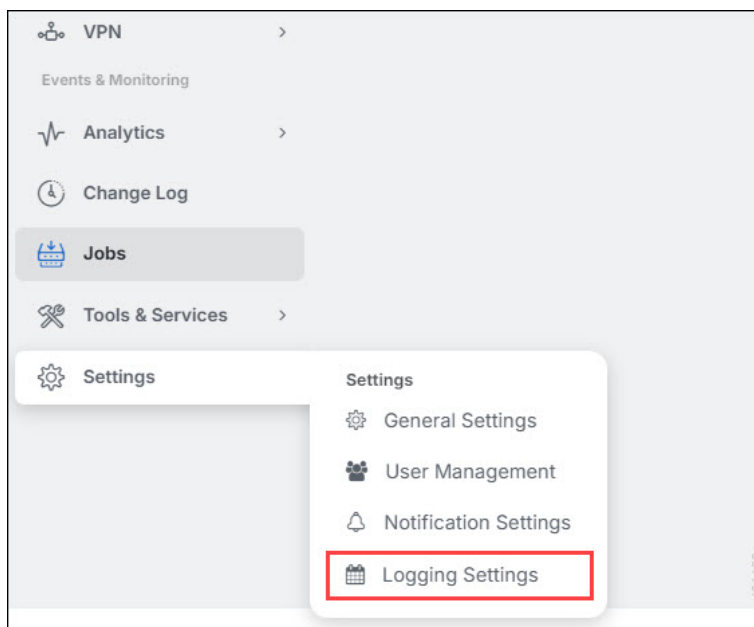 VPN
Events & Monitoring
Analytics
Change Log
Jobs
Tools & Services
Settings
Settings
General Settings
User Management
Notification Settings
Logging Settings